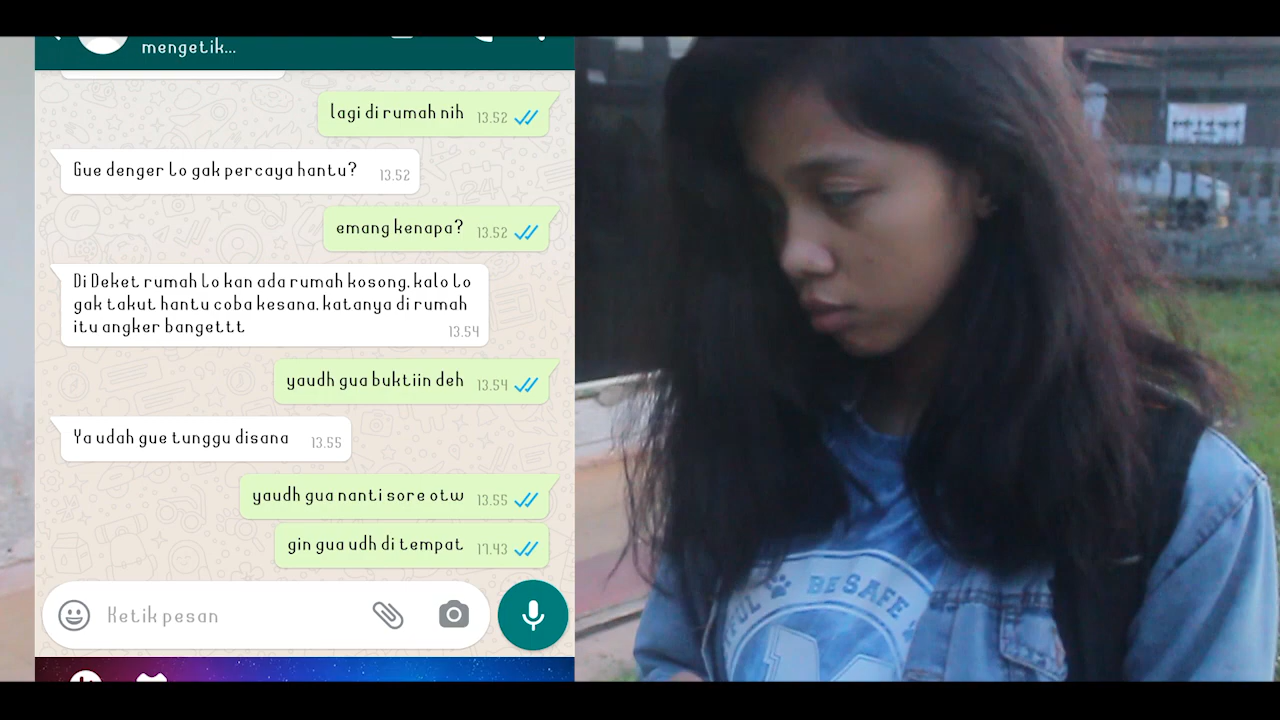 mengetik...
lagi di rumah nih 13.52
Gue denger lo gak percaya hantu? 13.52
emang kenapa? 13.52
Di Deket rumah lo kan ada rumah kosong, kalo lo
gak takut hantu coba kesana, katanya di rumah
itu angker bangettt 13.54
yaudh gua buktiin deh 13.54
Ya udah gue tunggu disana 13.55
yaudh gua nanti sore otw 13.55
gin gua udh di tempat 17.43
Ketik pesan
BE SAFE